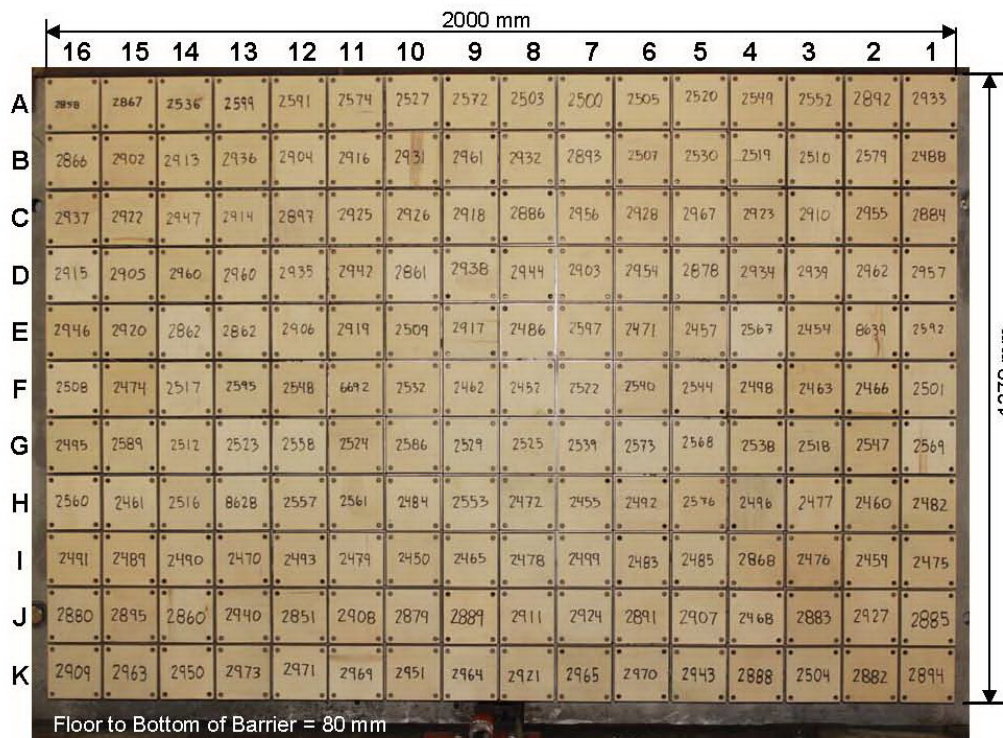 2000 mm
16 15 14 13 12 11 10 9 8 7 6 5 4 3 2 1
A 2898 2867 2536 2599 2591 2574 2527 2572 2503 2500 2505 2520 2549 2552 2892 2933
B 2866 2902 2913 2936 2904 2916 2931 2961 2932 2893 2507 2530 2519 2510 2579 2488
C 2937 2922 2947 2914 2897 2925 2926 2918 2886 2956 2928 2967 2923 2910 2955 2884
D 2915 2905 2960 2960 2935 2942 2861 2938 2944 2903 2954 2878 2934 2939 2962 2957
E 2946 2920 2862 2862 2906 2919 2509 2917 2486 2597 2471 2457 2567 2454 8639 2592
F 2508 2474 2517 2595 2548 6692 2532 2462 2452 2522 2540 2544 2498 2463 2466 2501
G 2495 2589 2512 2523 2558 2524 2586 2529 2525 2539 2573 2568 2538 2518 2547 2569
H 2560 2461 2516 8628 2557 2561 2484 2553 2472 2455 2492 2576 2496 2477 2460 2482
I 2491 2489 2490 2470 2493 2479 2450 2465 2478 2499 2483 2485 2868 2476 2459 2475
J 2880 2895 2860 2940 2851 2908 2879 2889 2911 2924 2891 2907 2468 2883 2927 2885
K 2909 2963 2950 2973 2971 2969 2951 2964 2921 2965 2970 2943 2888 2504 2882 2894
Floor to Bottom of Barrier = 80 mm